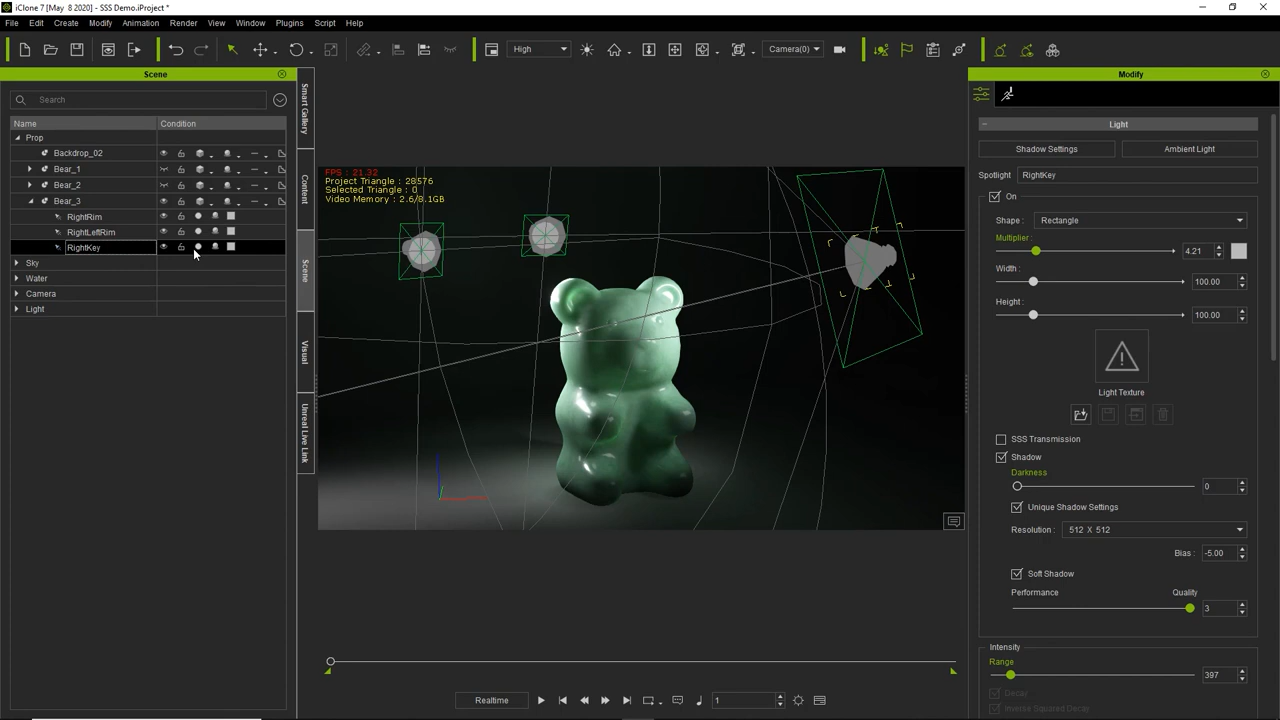 iClone 7 [May  8 2020] - SSS Demo.iProject *
File Edit Create Modify Animation Render View Window Plugins Script Help
High Camera(0)
Scene
Search
Name Condition
Prop
Backdrop_02
Bear_1
Bear_2
Bear_3
RightRim
RightLeftRim
RightKey
Sky
Water
Camera
Light
Smart Gallery
Content
Scene
Visual
Unreal Live Link
FPS : 21.32
Project Triangle : 28576
Selected Triangle : 0
Video Memory : 2.6/8.1GB
Realtime 1
Modify
Light
Shadow Settings Ambient Light
Spotlight RightKey
On
Shape : Rectangle
Multiplier : 4.21
Width : 100.00
Height : 100.00
Light Texture
SSS Transmission
Shadow
Darkness 0
Unique Shadow Settings
Resolution : 512 X 512
Bias : -5.00
Soft Shadow
Performance Quality
3
Intensity
Range 397
Decay
Inverse Squared Decay